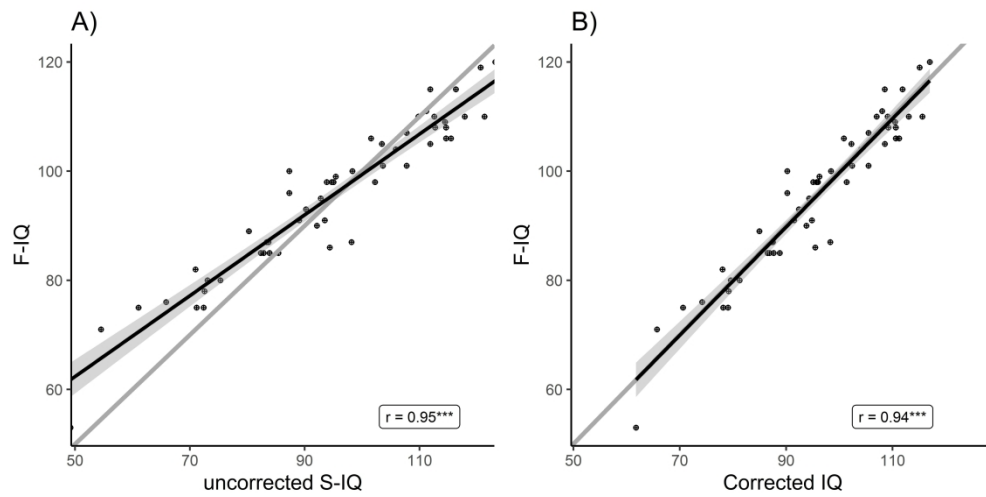 A)
120
100
80
60
F-IQ
50
70
90
110
uncorrected S-IQ
r = 0.95***
B)
120
100
80
60
F-IQ
50
70
90
110
Corrected IQ
r = 0.94***